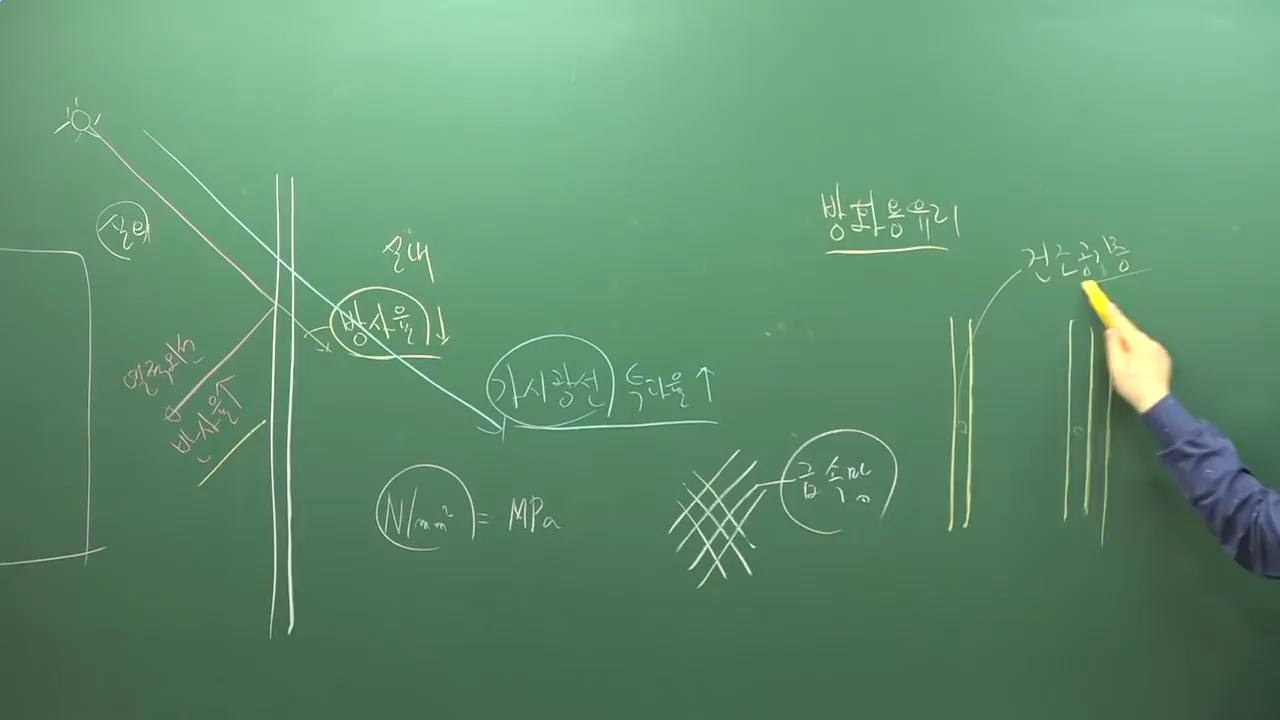 실외
실내
방사율↓
열적외선
반사율↑
가시광선 투과율↑
N/mm² = MPa
금속망
방화용유리
건조공기층